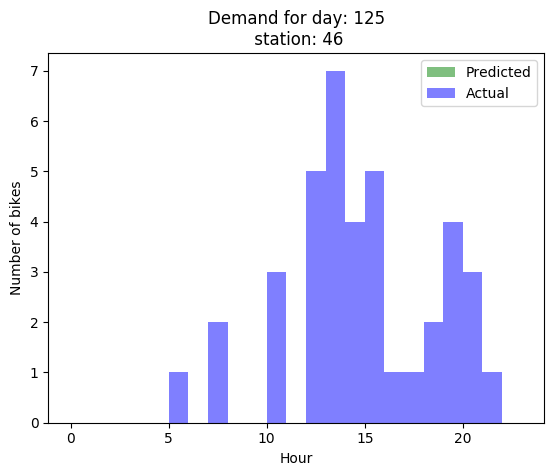 Demand for day: 125
station: 46
Predicted
Actual
Number of bikes
7
6
5
4
3
2
1
0
0 5 10 15 20
Hour